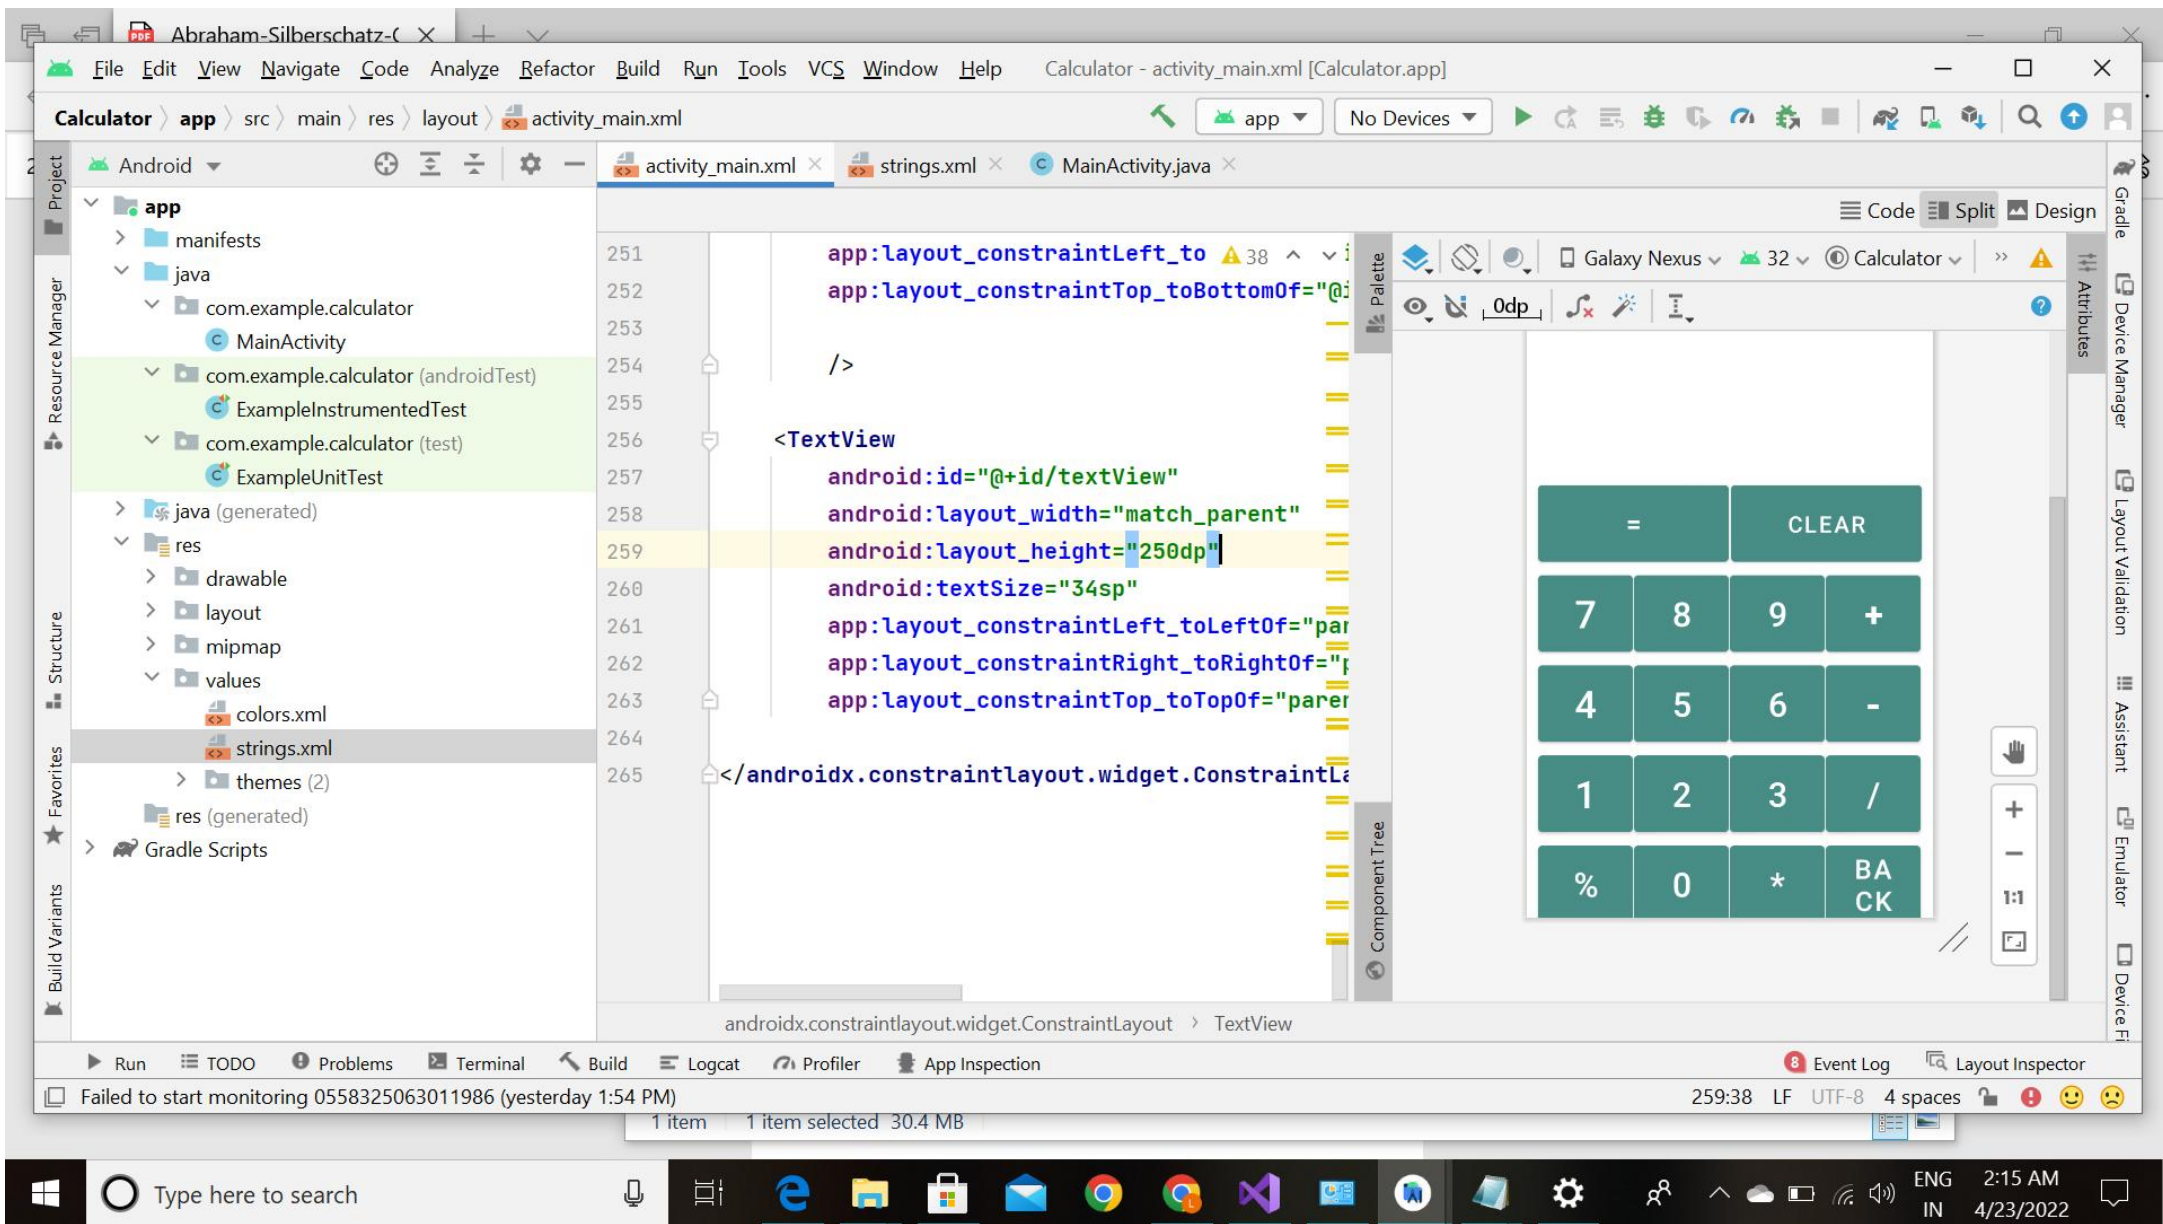 PDF Abraham-Silberschatz-(
File Edit View Navigate Code Analyze Refactor Build Run Tools VCS Window Help Calculator - activity_main.xml [Calculator.app]
Calculator app src main res layout activity_main.xml app No Devices
Android activity_main.xml strings.xml MainActivity.java
Code Split Design
Project
Resource Manager
Structure
Favorites
Build Variants
app
manifests
java
com.example.calculator
MainActivity
com.example.calculator (androidTest)
ExampleInstrumentedTest
com.example.calculator (test)
ExampleUnitTest
java (generated)
res
drawable
layout
mipmap
values
colors.xml
strings.xml
themes (2)
res (generated)
Gradle Scripts
251 app:layout_constraintLeft_to 38
252 app:layout_constraintTop_toBottomOf="@i
253
254 />
255
256 <TextView
257 android:id="@+id/textView"
258 android:layout_width="match_parent"
259 android:layout_height="250dp"
260 android:textSize="34sp"
261 app:layout_constraintLeft_toLeftOf="par
262 app:layout_constraintRight_toRightOf="p
263 app:layout_constraintTop_toTopOf="paren
264
265 </androidx.constraintlayout.widget.ConstraintLa
androidx.constraintlayout.widget.ConstraintLayout > TextView
Palette
Component Tree
Galaxy Nexus 32 Calculator
0dp
= CLEAR
7 8 9 +
4 5 6 -
1 2 3 /
% 0 * BA
CK
1:1
Attributes
Gradle
Device Manager
Layout Validation
Assistant
Emulator
Device Fi
Run TODO Problems Terminal Build Logcat Profiler App Inspection 8 Event Log Layout Inspector
Failed to start monitoring 0558325063011986 (yesterday 1:54 PM) 259:38 LF UTF-8 4 spaces
1 item 1 item selected 30.4 MB
Type here to search ENG 2:15 AM
IN 4/23/2022